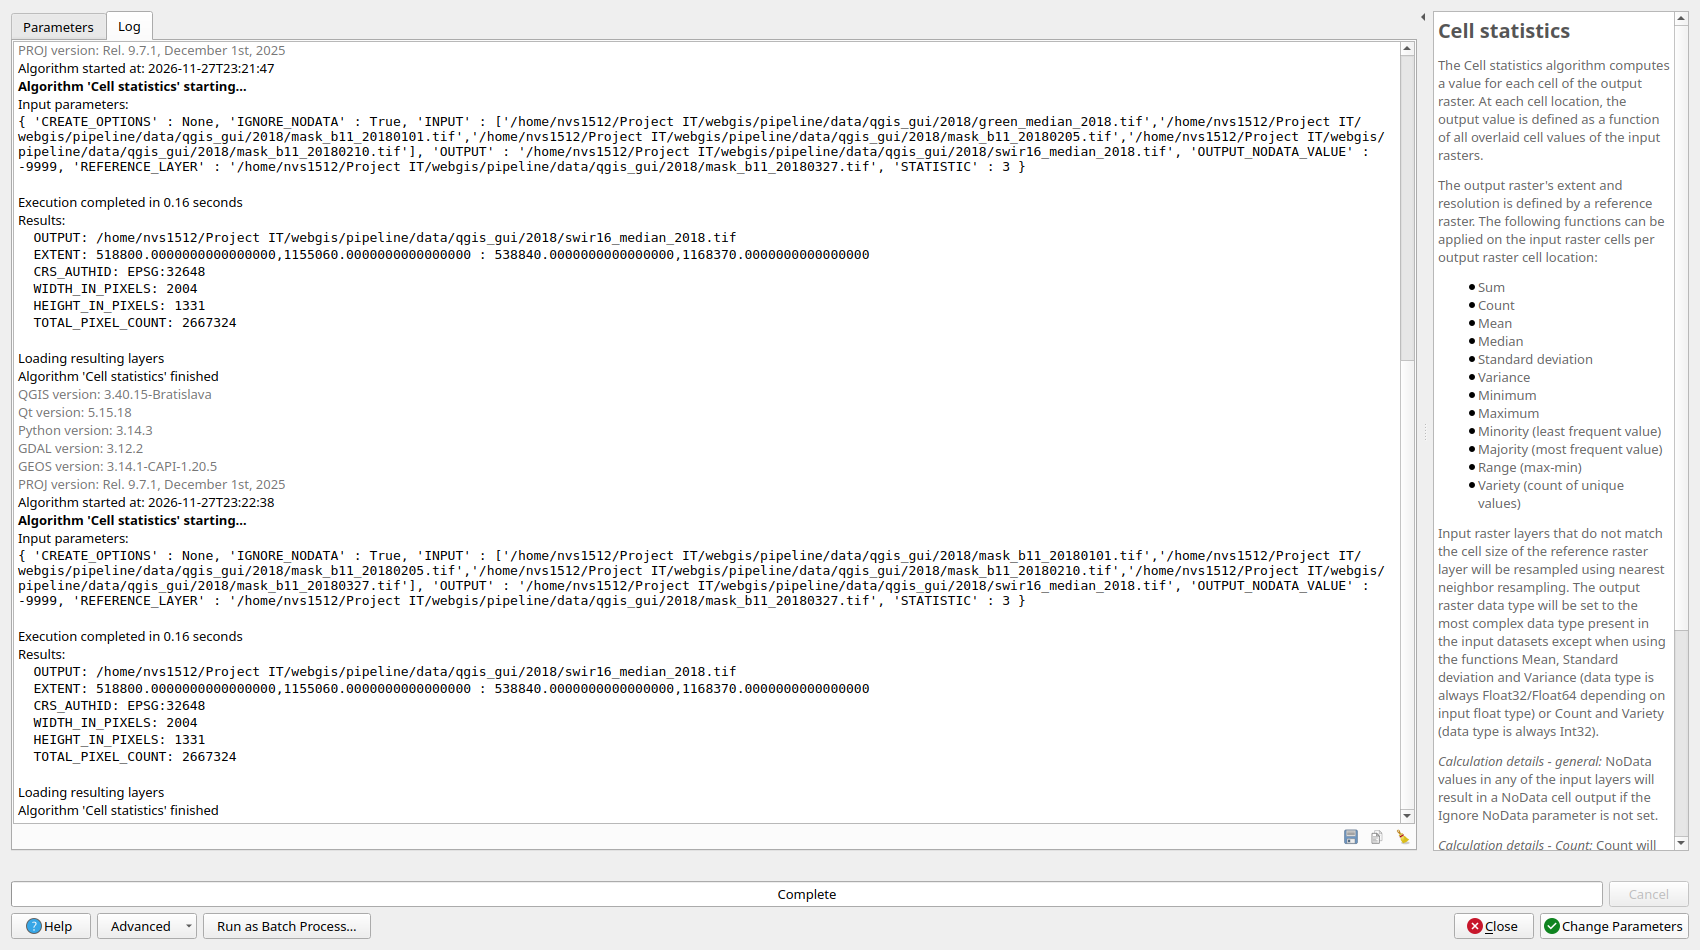 Parameters
Log
PROJ version: Rel. 9.7.1, December 1st, 2025
Algorithm started at: 2026-11-27T23:21:47
Algorithm 'Cell statistics' starting…
Input parameters:
{ 'CREATE_OPTIONS' : None, 'IGNORE_NODATA' : True, 'INPUT' : ['/home/nvs1512/Project IT/webgis/pipeline/data/qgis_gui/2018/green_median_2018.tif','/home/nvs1512/Project IT/
webgis/pipeline/data/qgis_gui/2018/mask_b11_20180101.tif','/home/nvs1512/Project IT/webgis/pipeline/data/qgis_gui/2018/mask_b11_20180205.tif','/home/nvs1512/Project IT/webgis/
pipeline/data/qgis_gui/2018/mask_b11_20180210.tif'], 'OUTPUT' : '/home/nvs1512/Project IT/webgis/pipeline/data/qgis_gui/2018/swir16_median_2018.tif', 'OUTPUT_NODATA_VALUE' :
-9999, 'REFERENCE_LAYER' : '/home/nvs1512/Project IT/webgis/pipeline/data/qgis_gui/2018/mask_b11_20180327.tif', 'STATISTIC' : 3 }
Execution completed in 0.16 seconds
Results:
OUTPUT: /home/nvs1512/Project IT/webgis/pipeline/data/qgis_gui/2018/swir16_median_2018.tif
EXTENT: 518800.0000000000000000,1155060.0000000000000000 : 538840.0000000000000000,1168370.0000000000000000
CRS_AUTHID: EPSG:32648
WIDTH_IN_PIXELS: 2004
HEIGHT_IN_PIXELS: 1331
TOTAL_PIXEL_COUNT: 2667324
Loading resulting layers
Algorithm 'Cell statistics' finished
QGIS version: 3.40.15-Bratislava
Qt version: 5.15.18
Python version: 3.14.3
GDAL version: 3.12.2
GEOS version: 3.14.1-CAPI-1.20.5
PROJ version: Rel. 9.7.1, December 1st, 2025
Algorithm started at: 2026-11-27T23:22:38
Algorithm 'Cell statistics' starting…
Input parameters:
{ 'CREATE_OPTIONS' : None, 'IGNORE_NODATA' : True, 'INPUT' : ['/home/nvs1512/Project IT/webgis/pipeline/data/qgis_gui/2018/mask_b11_20180101.tif','/home/nvs1512/Project IT/
webgis/pipeline/data/qgis_gui/2018/mask_b11_20180205.tif','/home/nvs1512/Project IT/webgis/pipeline/data/qgis_gui/2018/mask_b11_20180210.tif','/home/nvs1512/Project IT/webgis/
pipeline/data/qgis_gui/2018/mask_b11_20180327.tif'], 'OUTPUT' : '/home/nvs1512/Project IT/webgis/pipeline/data/qgis_gui/2018/swir16_median_2018.tif', 'OUTPUT_NODATA_VALUE' :
-9999, 'REFERENCE_LAYER' : '/home/nvs1512/Project IT/webgis/pipeline/data/qgis_gui/2018/mask_b11_20180327.tif', 'STATISTIC' : 3 }
Execution completed in 0.16 seconds
Results:
OUTPUT: /home/nvs1512/Project IT/webgis/pipeline/data/qgis_gui/2018/swir16_median_2018.tif
EXTENT: 518800.0000000000000000,1155060.0000000000000000 : 538840.0000000000000000,1168370.0000000000000000
CRS_AUTHID: EPSG:32648
WIDTH_IN_PIXELS: 2004
HEIGHT_IN_PIXELS: 1331
TOTAL_PIXEL_COUNT: 2667324
Loading resulting layers
Algorithm 'Cell statistics' finished
Cell statistics
The Cell statistics algorithm computes
a value for each cell of the output
raster. At each cell location, the
output value is defined as a function
of all overlaid cell values of the input
rasters.
The output raster's extent and
resolution is defined by a reference
raster. The following functions can be
applied on the input raster cells per
output raster cell location:
• Sum
• Count
• Mean
• Median
• Standard deviation
• Variance
• Minimum
• Maximum
• Minority (least frequent value)
• Majority (most frequent value)
• Range (max-min)
• Variety (count of unique
values)
Input raster layers that do not match
the cell size of the reference raster
layer will be resampled using nearest
neighbor resampling. The output
raster data type will be set to the
most complex data type present in
the input datasets except when using
the functions Mean, Standard
deviation and Variance (data type is
always Float32/Float64 depending on
input float type) or Count and Variety
(data type is always Int32).
Calculation details - general: NoData
values in any of the input layers will
result in a NoData cell output if the
Ignore NoData parameter is not set.
Calculation details - Count: Count will
Complete
Cancel
Help
Advanced
Run as Batch Process…
Close
Change Parameters